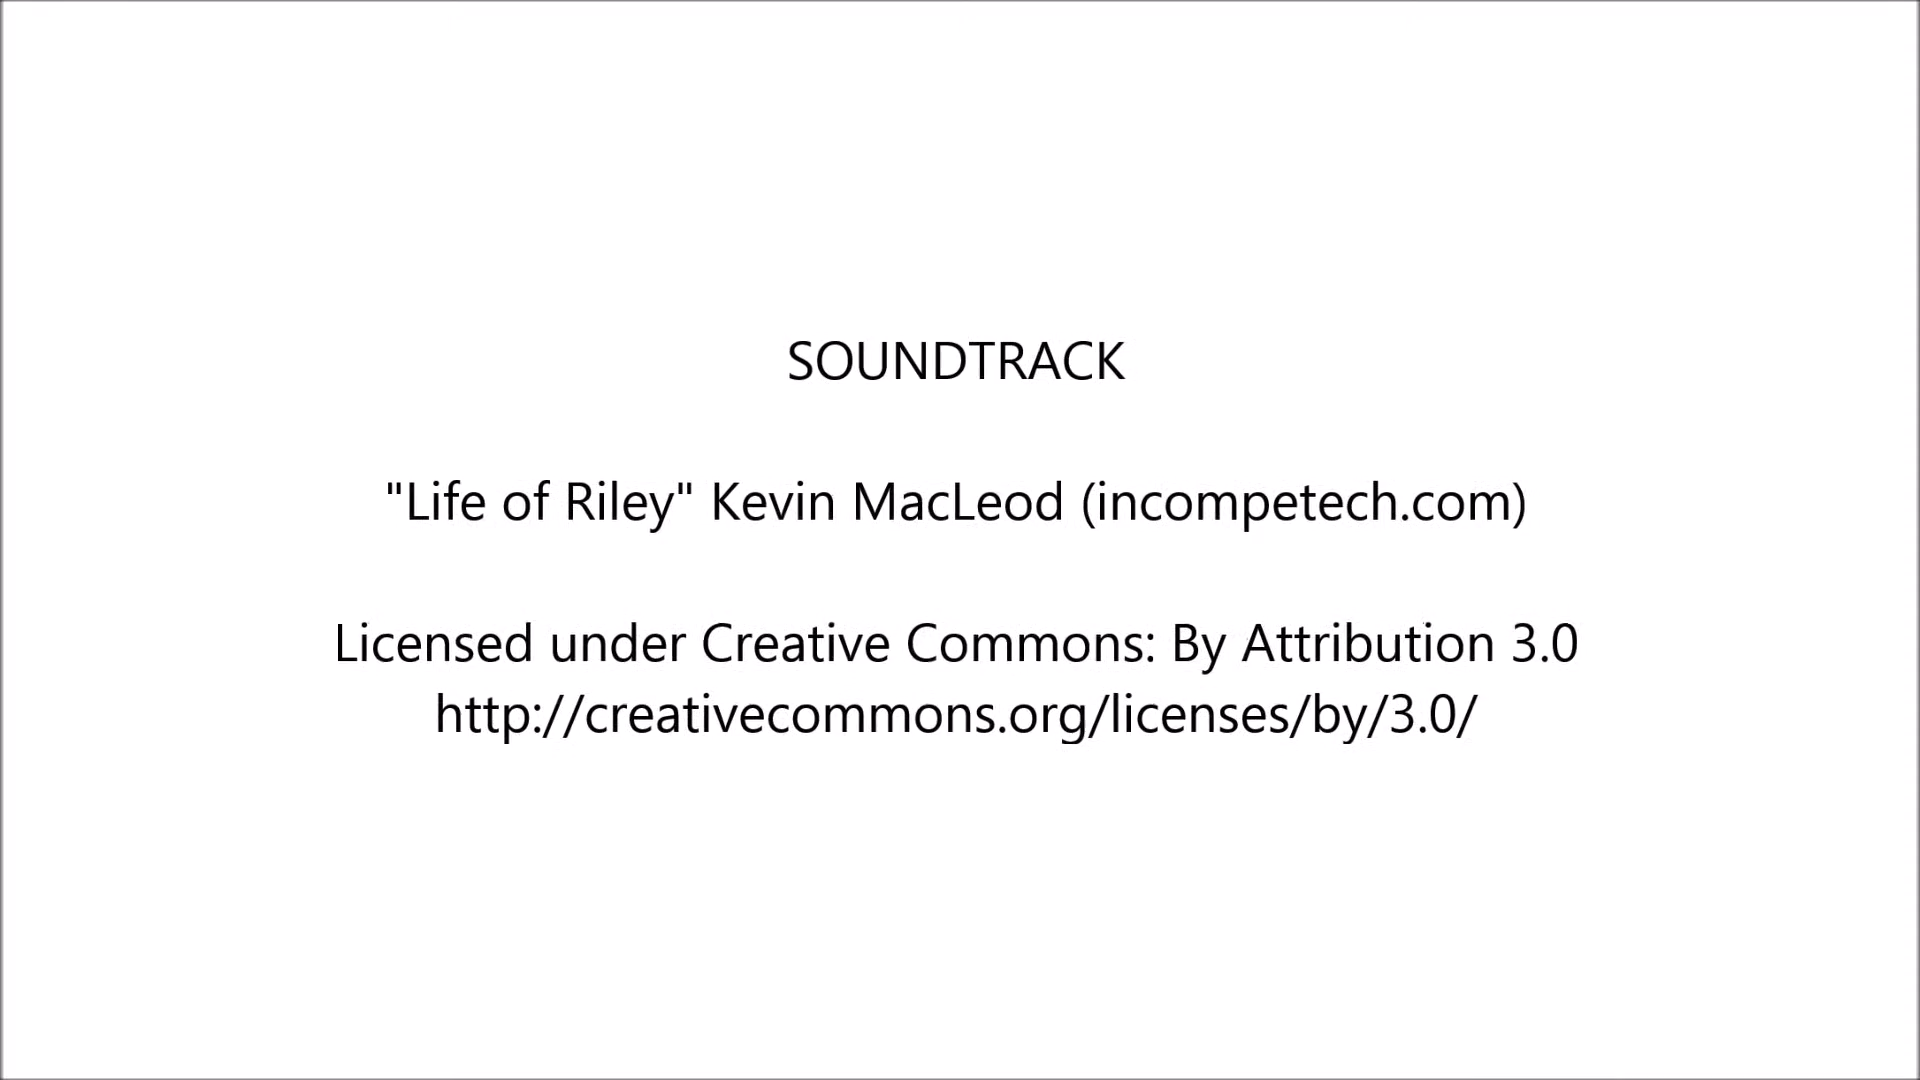 SOUNDTRACK
"Life of Riley" Kevin MacLeod (incompetech.com)
Licensed under Creative Commons: By Attribution 3.0
http://creativecommons.org/licenses/by/3.0/